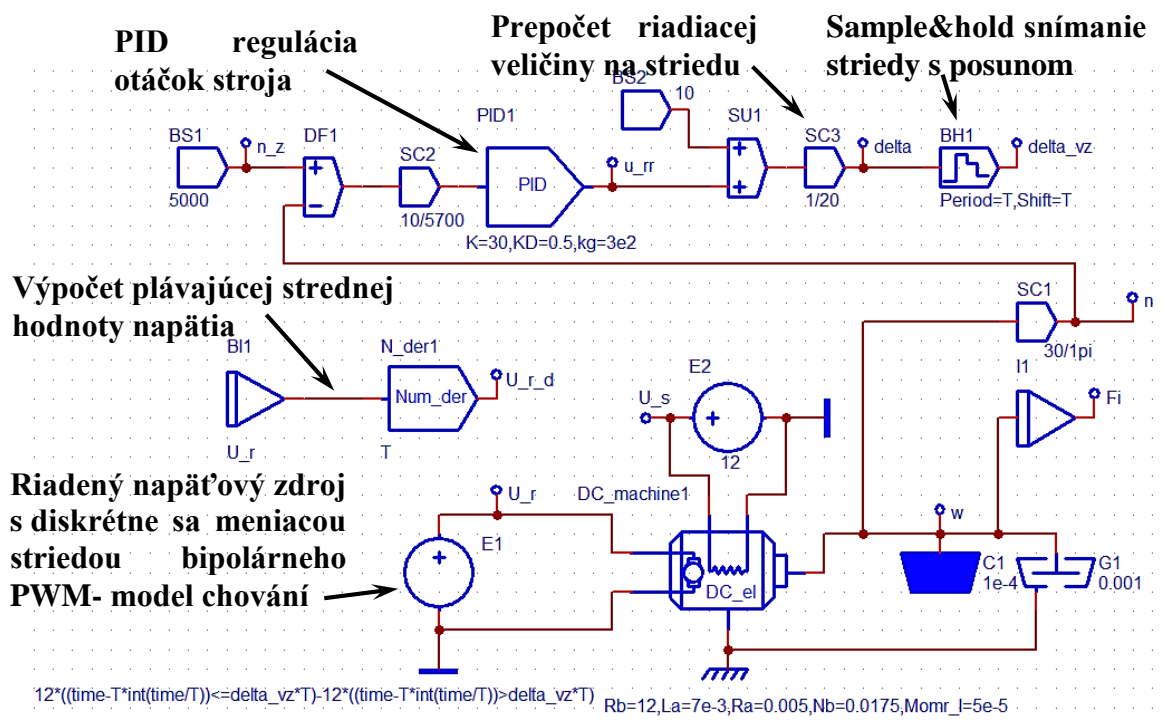 PID regulácia
otáčok stroja
Prepočet riadiacej
veličiny na striedu
Sample&hold snímanie
striedy s posunom
BS2
10
PID1
SU1
SC3
BH1
BS1
n_z
DF1
SC2
PID
u_rr
delta
delta_vz
5000
10/5700
1/20
Period=T,Shift=T
K=30,KD=0.5,kg=3e2
Výpočet plávajúcej strednej
hodnoty napätia
SC1
n
30/1pi
BI1
N_der1
Num_der
U_r_d
E2
U_s
I1
Fi
U_r
T
12
Riadený napäťový zdroj
s diskrétne sa meniacou
striedou bipolárneho
PWM- model chování
U_r
DC_machine1
E1
w
C1
1e-4
G1
0.001
DC_el
12*((time-T*int(time/T))<=delta_vz*T)-12*((time-T*int(time/T))>delta_vz*T)
Rb=12,La=7e-3,Ra=0.005,Nb=0.0175,Momr_I=5e-5